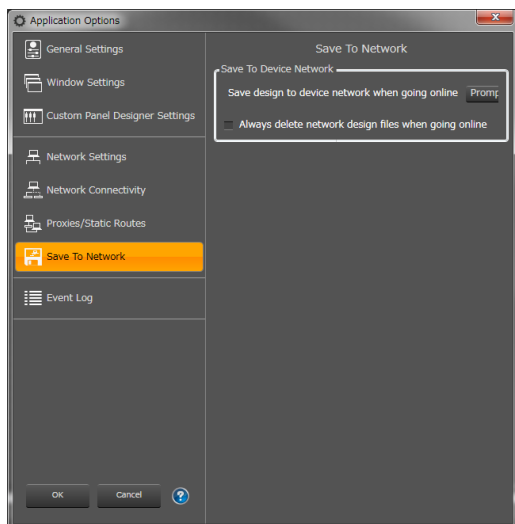 Application Options
General Settings
Window Settings
Custom Panel Designer Settings
Network Settings
Network Connectivity
Proxies/Static Routes
Save To Network
Event Log
OK
Cancel
?
Save To Network
Save To Device Network
Save design to device network when going online
Promp
Always delete network design files when going online